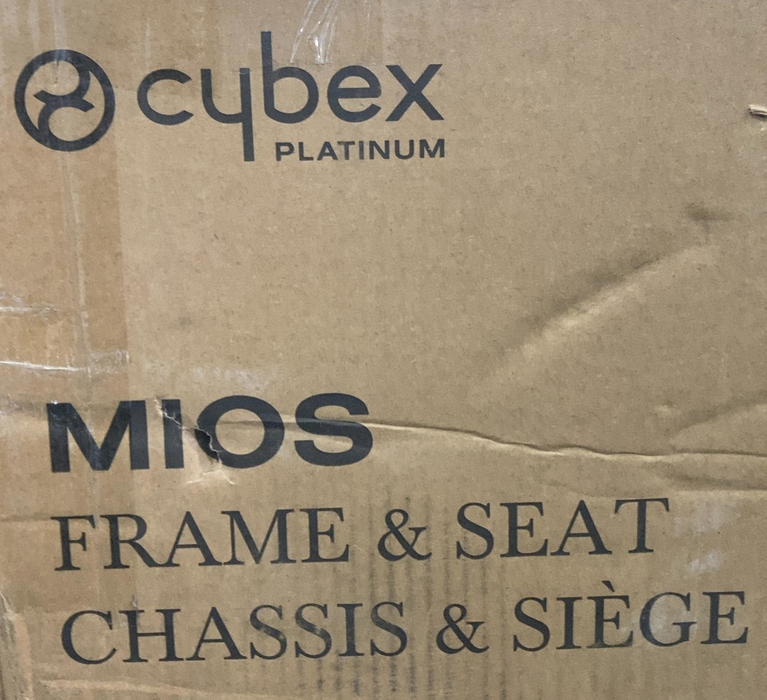 cybex
PLATINUM
MIOS
FRAME & SEAT
CHASSIS & SIÈGE